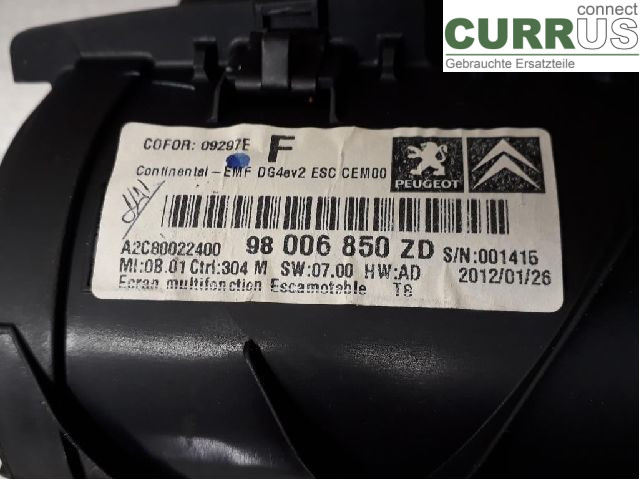 connect
CURRUS
Gebrauchte Ersatzteile
COFOR: 09297E F
Continental - EMF DG4ev2 ESC CEM00
PEUGEOT
A2C80022400 98 006 850 ZD S/N:001415
MI:0B.01 Ctrl:304 M SW:07.00 HW:AD 2012/01/26
Ecran multifonction Escamotable T8